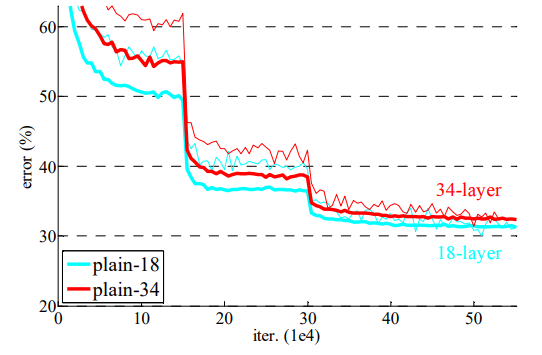 60
50
40
30
20
error (%)
34-layer
18-layer
plain-18
plain-34
0 10 20 30 40 50
iter. (1e4)